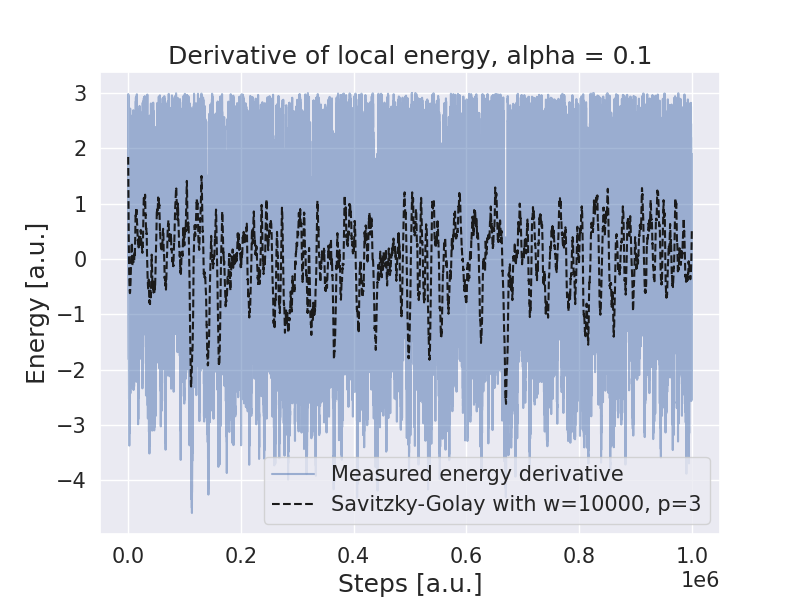 Derivative of local energy, alpha = 0.1
Energy [a.u.]
3
2
1
0
−1
−2
−3
−4
Measured energy derivative
Savitzky-Golay with w=10000, p=3
0.0 0.2 0.4 0.6 0.8 1.0
1e6
Steps [a.u.]